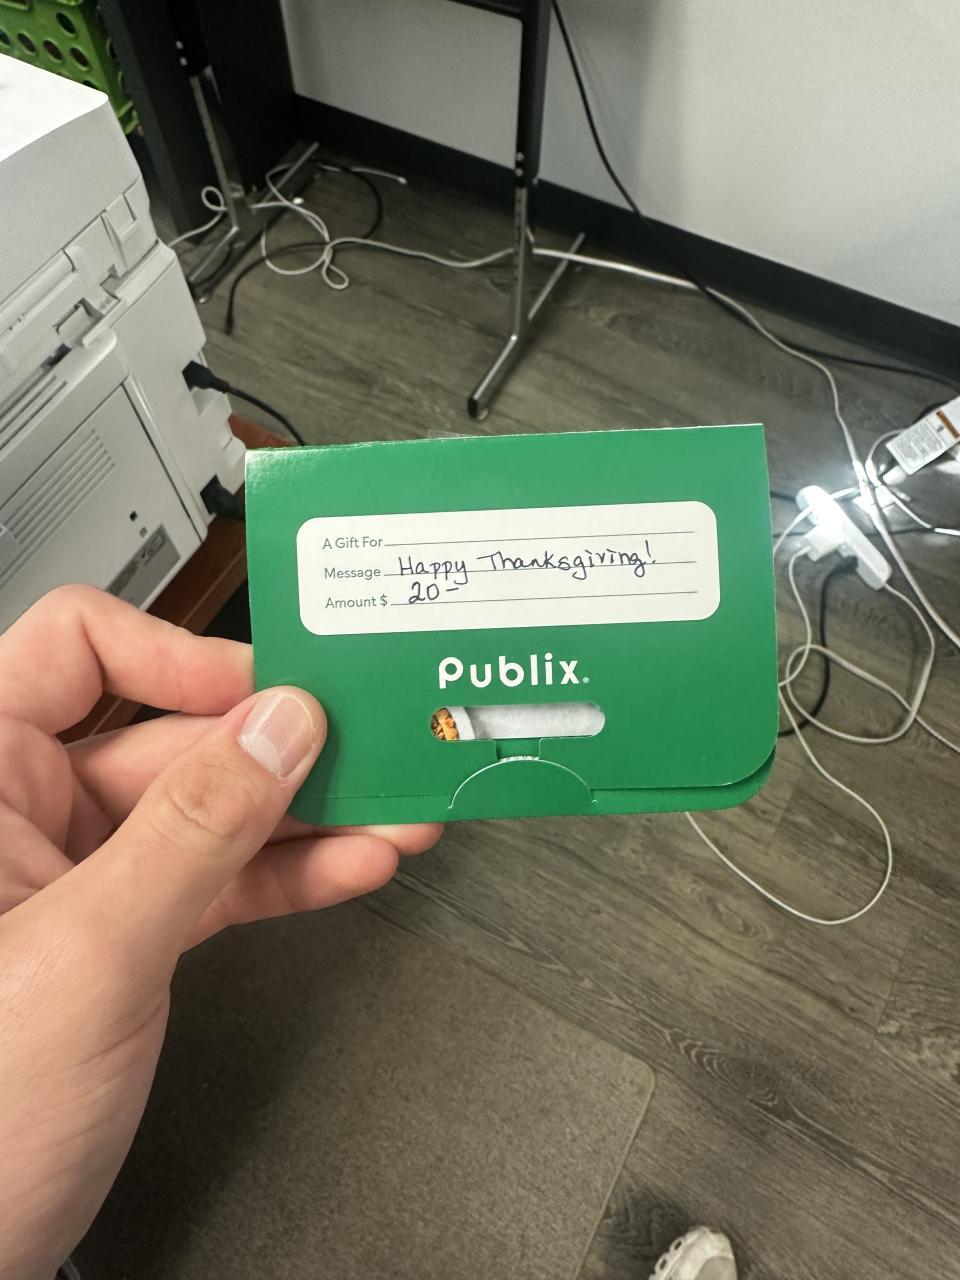 A Gift For
Message Happy Thanksgiving!
Amount $ 20-
Publix®